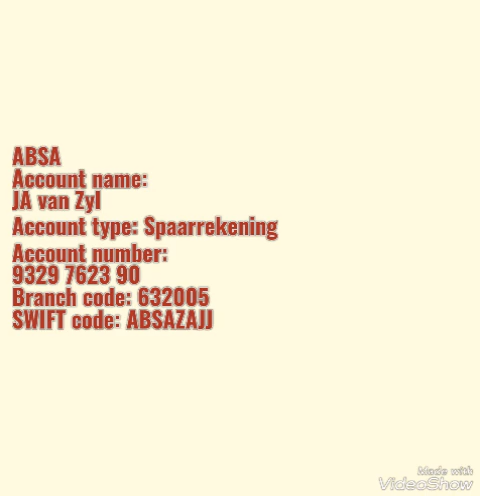 ABSA
Account name:
JA van Zyl
Account type: Spaarrekening
Account number:
9329 7623 90
Branch code: 632005
SWIFT code: ABSAZAJJ
Made with
VideoShow